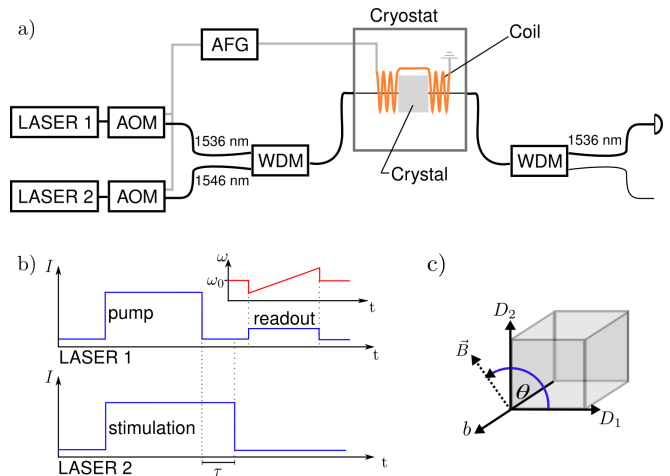 a)
Cryostat
Coil
AFG
LASER 1
AOM
1536 nm
WDM
1546 nm
LASER 2
AOM
Crystal
WDM
1536 nm
b)
I
pump
ω
ω₀
t
readout
t
LASER 1
I
stimulation
τ
t
LASER 2
c)
D₂
B⃗
θ
D₁
b